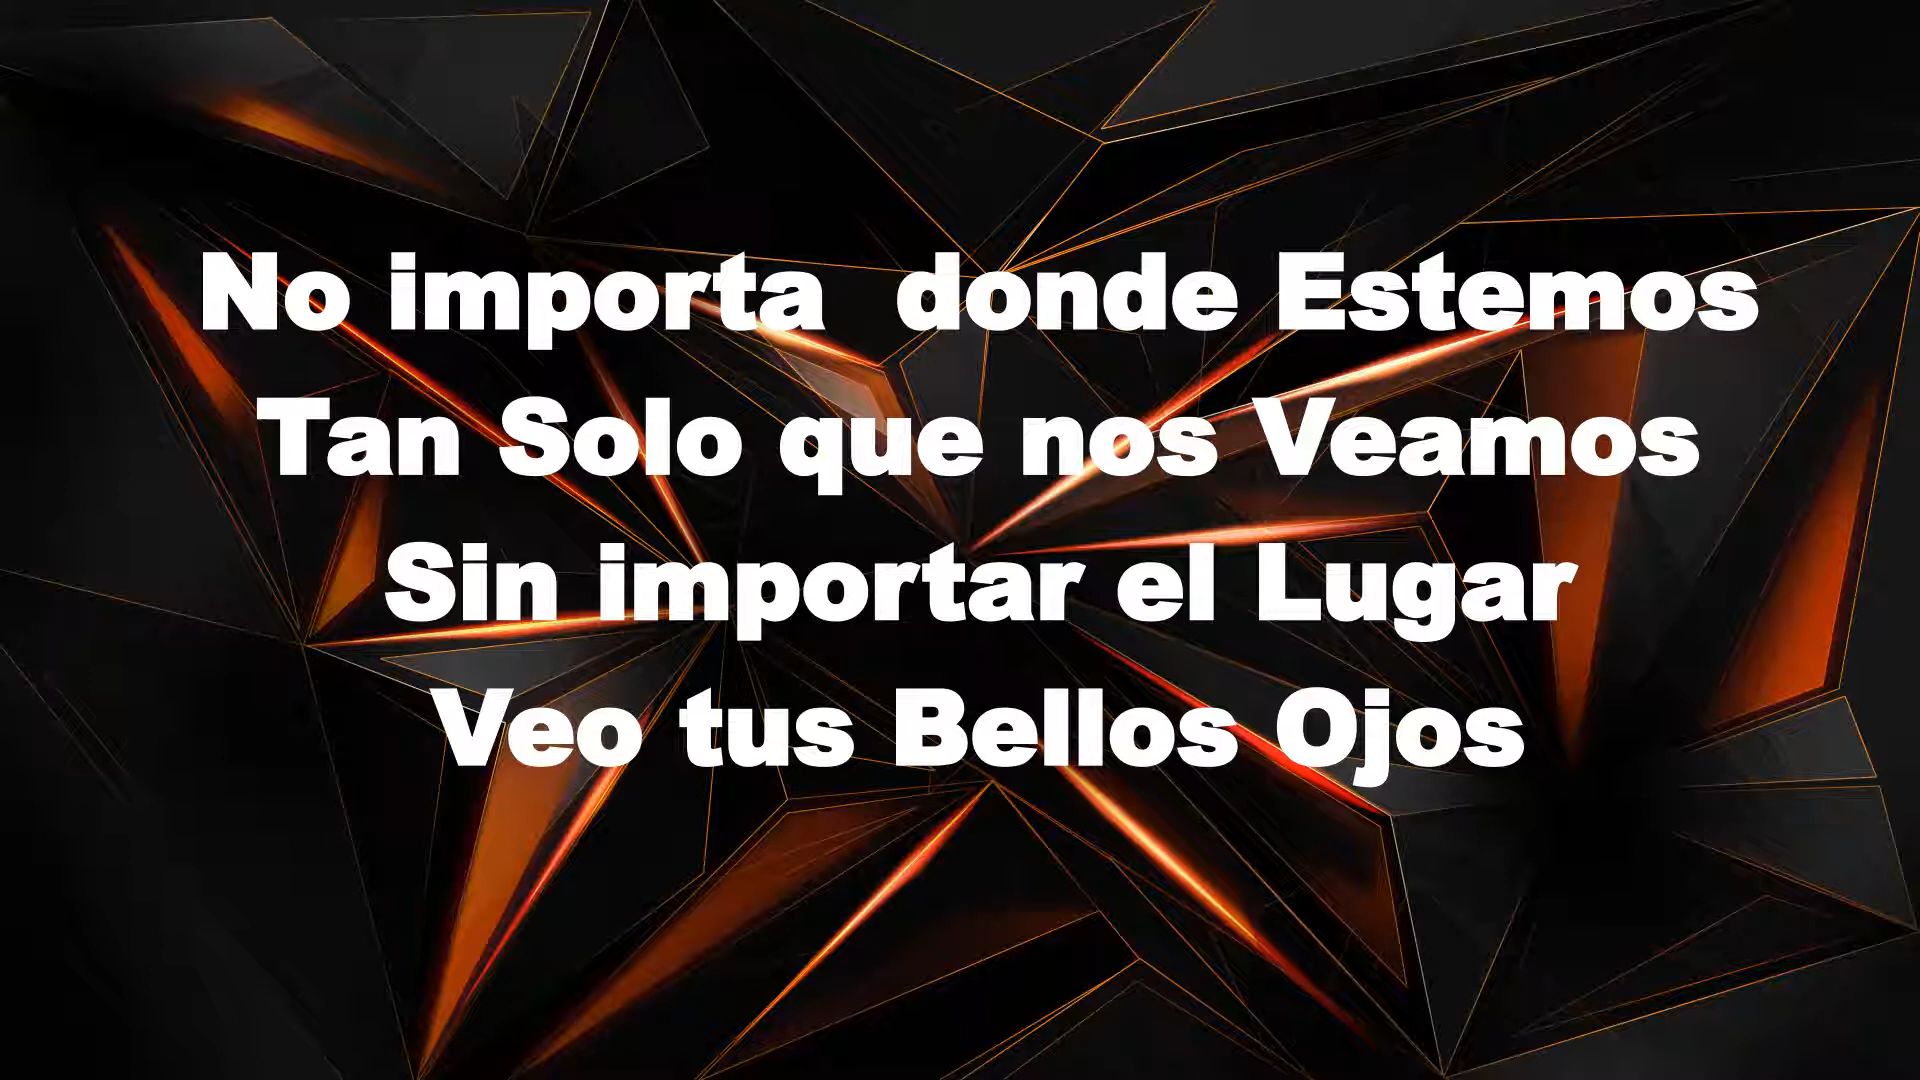 No importa  donde Estemos
Tan Solo que nos Veamos
Sin importar el Lugar
Veo tus Bellos Ojos